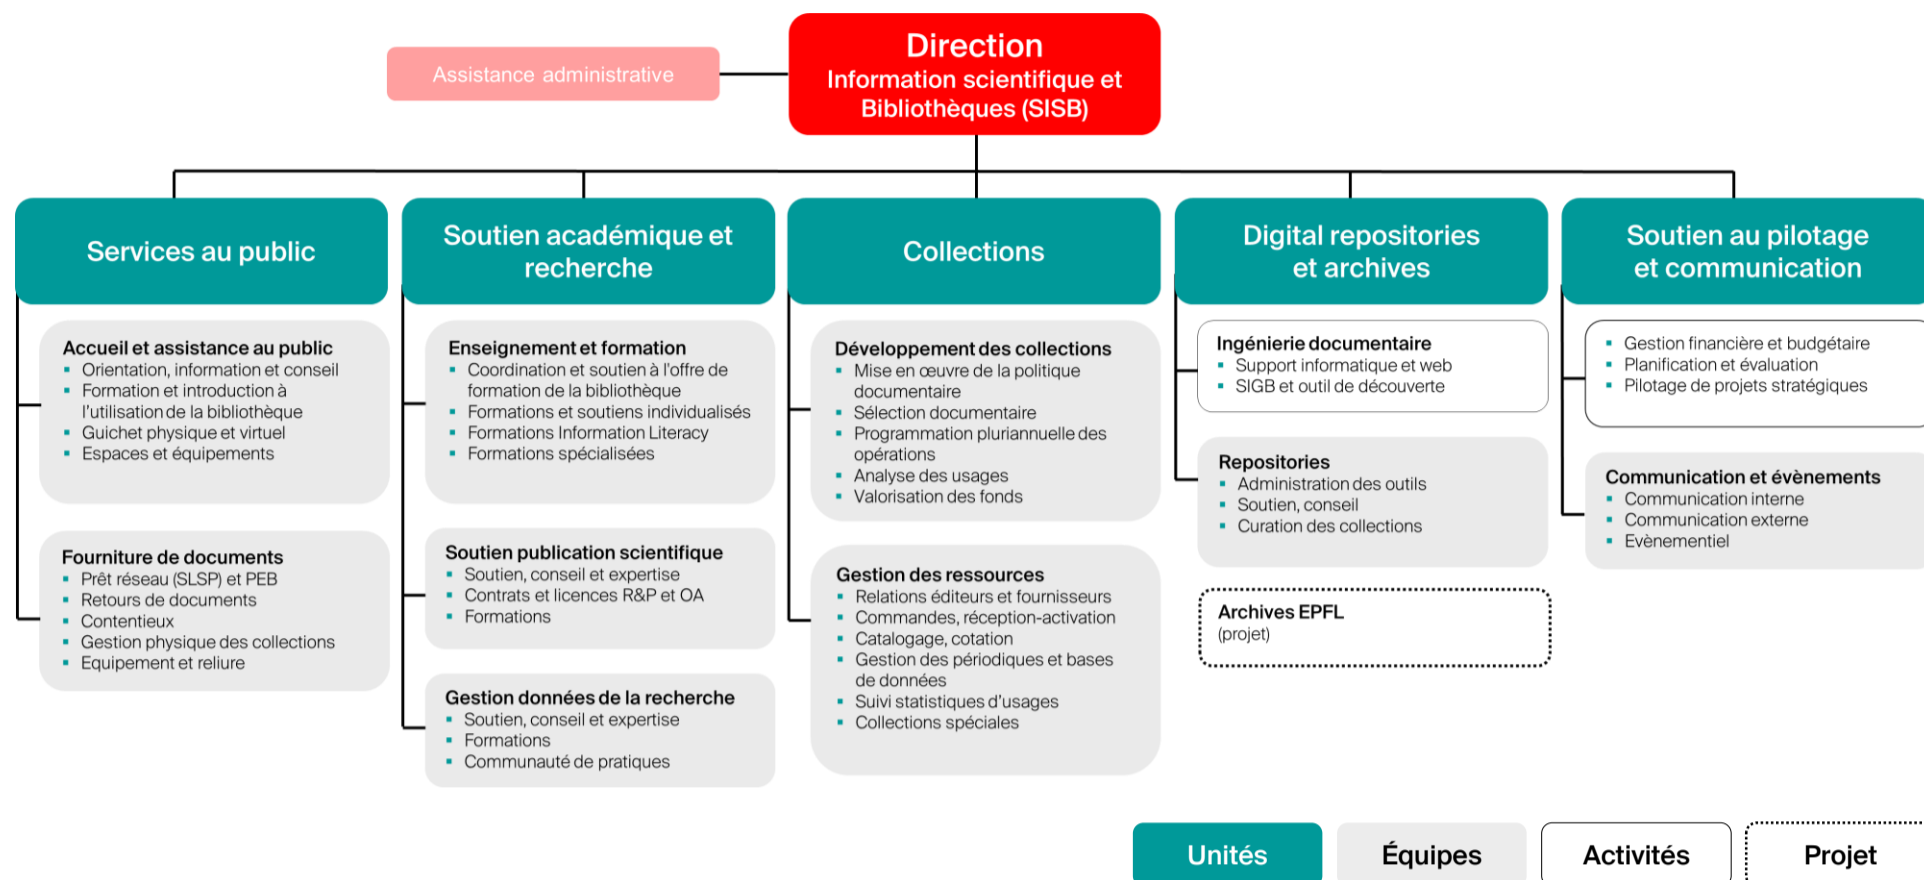 Direction
Information scientifique et
Bibliothèques (SISB)
Assistance administrative
Services au public
Accueil et assistance au public
Orientation, information et conseil
Formation et introduction à
l'utilisation de la bibliothèque
Guichet physique et virtuel
Espaces et équipements
Fourniture de documents
Prêt réseau (SLSP) et PEB
Retours de documents
Contentieux
Gestion physique des collections
Equipement et reliure
Soutien académique et
recherche
Enseignement et formation
Coordination et soutien à l'offre de
formation de la bibliothèque
Formations et soutiens individualisés
Formations Information Literacy
Formations spécialisées
Soutien publication scientifique
Soutien, conseil et expertise
Contrats et licences R&P et OA
Formations
Gestion données de la recherche
Soutien, conseil et expertise
Formations
Communauté de pratiques
Collections
Développement des collections
Mise en œuvre de la politique
documentaire
Sélection documentaire
Programmation pluriannuelle des
opérations
Analyse des usages
Valorisation des fonds
Gestion des ressources
Relations éditeurs et fournisseurs
Commandes, réception-activation
Catalogage, cotation
Gestion des périodiques et bases
de données
Suivi statistiques d'usages
Collections spéciales
Digital repositories
et archives
Ingénierie documentaire
Support informatique et web
SIGB et outil de découverte
Repositories
Administration des outils
Soutien, conseil
Curation des collections
Archives EPFL
(projet)
Soutien au pilotage
et communication
Gestion financière et budgétaire
Planification et évaluation
Pilotage de projets stratégiques
Communication et évènements
Communication interne
Communication externe
Evènementiel
Unités
Équipes
Activités
Projet